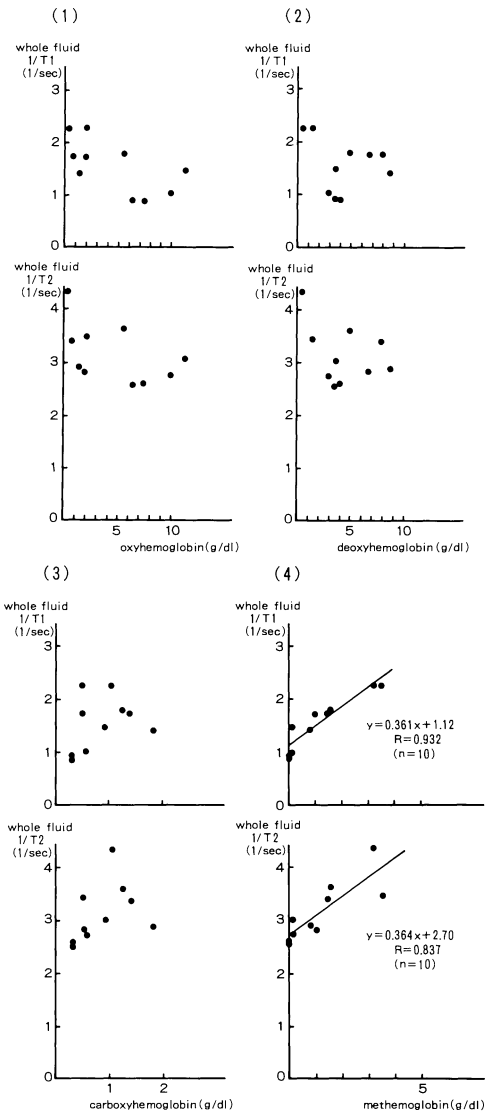 (1)
(2)
whole fluid
1/T1
(1/sec)
3
2
1
0
whole fluid
1/T1
(1/sec)
3
2
1
0
whole fluid
1/T2
(1/sec)
4
3
2
1
0
5
10
oxyhemoglobin(g/dl)
whole fluid
1/T2
(1/sec)
4
3
2
1
0
5
10
deoxyhemoglobin(g/dl)
(3)
(4)
whole fluid
1/T1
(1/sec)
3
2
1
0
whole fluid
1/T1
(1/sec)
3
2
1
0
y=0.361x+1.12
R=0.932
(n=10)
whole fluid
1/T2
(1/sec)
4
3
2
1
0
1
2
carboxyhemoglobin(g/dl)
whole fluid
1/T2
(1/sec)
4
3
2
1
0
y=0.364x+2.70
R=0.837
(n=10)
5
methemoglobin(g/dl)